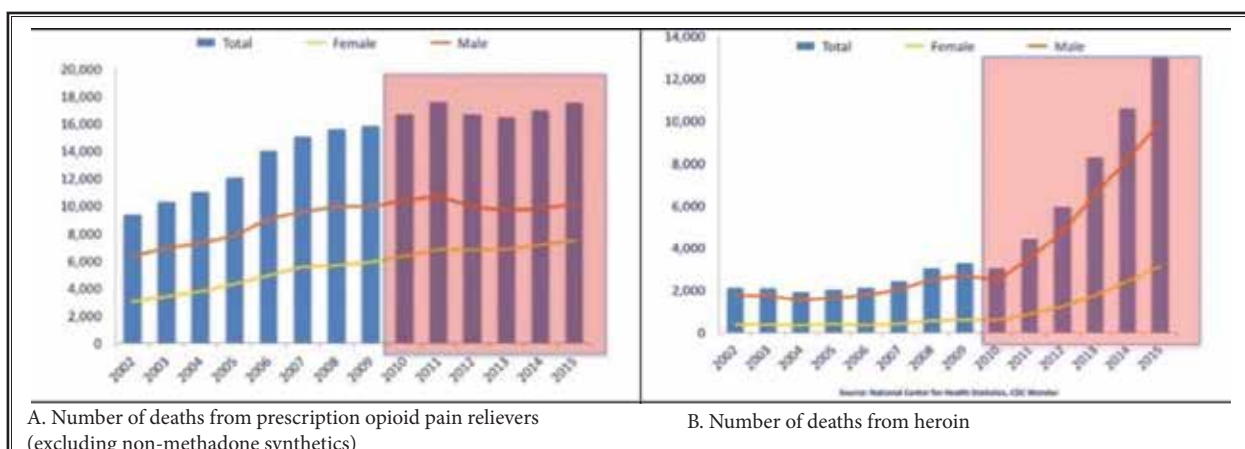 Total Female Male
20,000
18,000
16,000
14,000
12,000
10,000
8,000
6,000
4,000
2,000
0
2002 2003 2004 2005 2006 2007 2008 2009 2010 2011 2012 2013 2014 2015
A. Number of deaths from prescription opioid pain relievers
(excluding non-methadone synthetics)
Total Female Male
14,000
12,000
10,000
8,000
6,000
4,000
2,000
0
2002 2003 2004 2005 2006 2007 2008 2009 2010 2011 2012 2013 2014 2015
Source: National Center for Health Statistics, CDC Wonder
B. Number of deaths from heroin